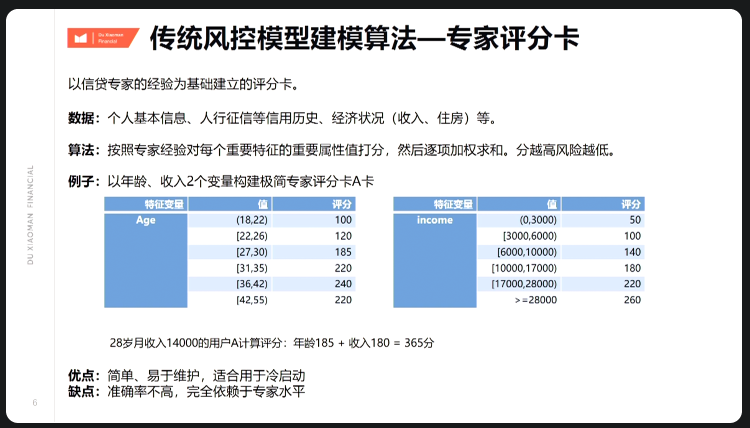 Du Xiaoman
Financial
传统风控模型建模算法—专家评分卡
以信贷专家的经验为基础建立的评分卡。
数据：个人基本信息、人行征信等信用历史、经济状况（收入、住房）等。
算法：按照专家经验对每个重要特征的重要属性值打分，然后逐项加权求和。分越高风险越低。
例子：以年龄、收入2个变量构建极简专家评分卡A卡
特征变量 值 评分
Age (18,22) 100
[22,26) 120
[27,30) 185
[31,35) 220
[36,42) 240
[42,55) 220
特征变量 值 评分
income (0,3000) 50
[3000,6000) 100
[6000,10000) 140
[10000,17000) 180
[17000,28000) 220
>=28000 260
28岁月收入14000的用户A计算评分：年龄185 + 收入180 = 365分
优点：简单、易于维护，适合用于冷启动
缺点：准确率不高，完全依赖于专家水平
DU XIAOMAN FINANCIAL
6